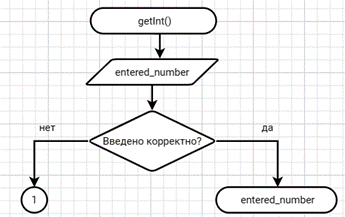 getInt()
entered_number
нет
да
Введено корректно?
1
entered_number